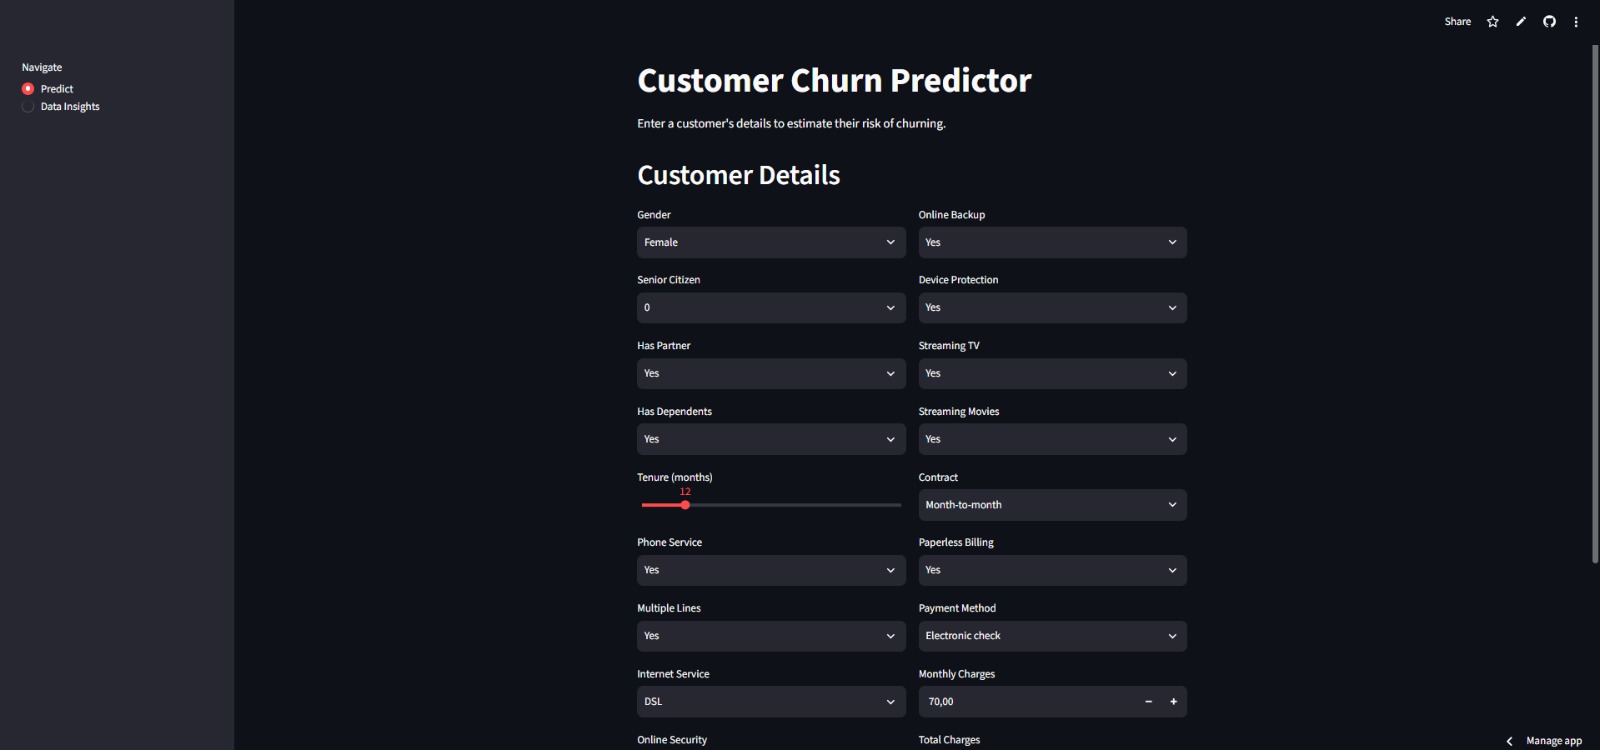 Share
Navigate
Predict
Data Insights
Customer Churn Predictor
Enter a customer's details to estimate their risk of churning.
Customer Details
Gender
Female
Senior Citizen
0
Has Partner
Yes
Has Dependents
Yes
Tenure (months)
12
Phone Service
Yes
Multiple Lines
Yes
Internet Service
DSL
Online Security
Online Backup
Yes
Device Protection
Yes
Streaming TV
Yes
Streaming Movies
Yes
Contract
Month-to-month
Paperless Billing
Yes
Payment Method
Electronic check
Monthly Charges
70,00
Total Charges
Manage app